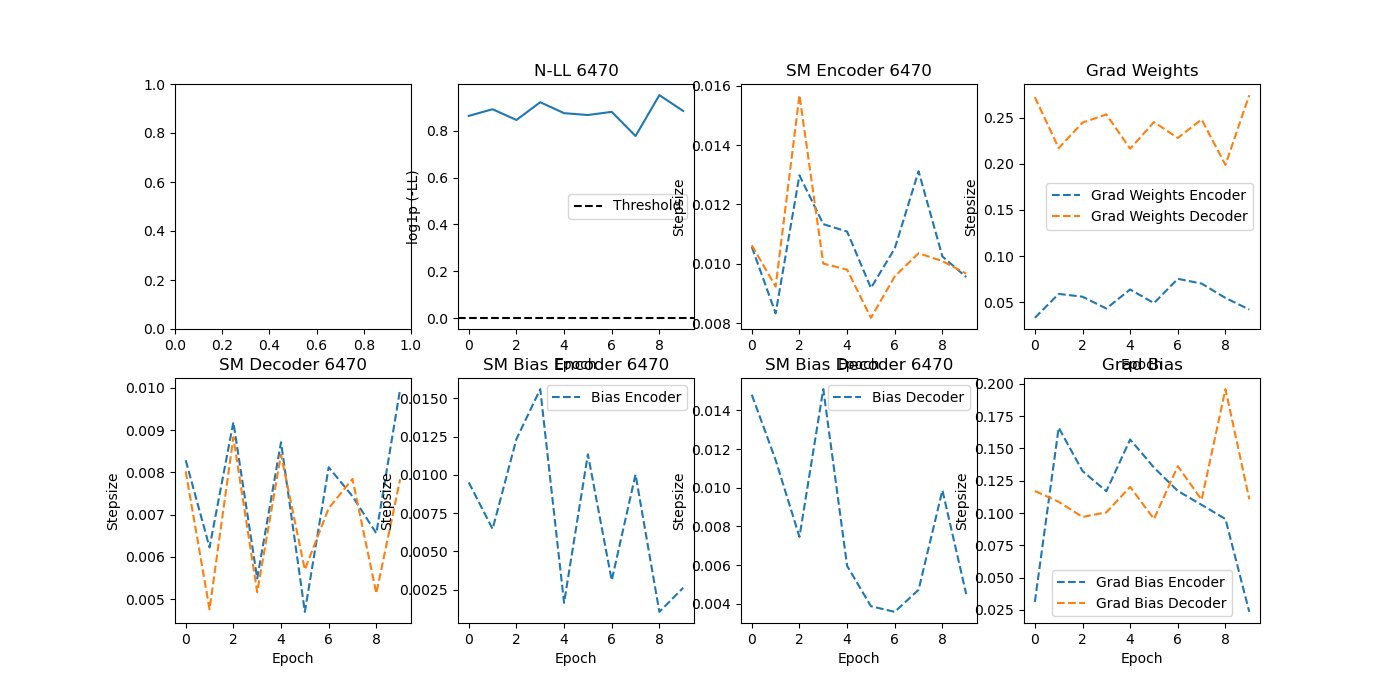 N-LL 6470
SM Encoder 6470
Grad Weights
1.0
0.8
0.6
0.4
0.2
0.0
0.0 0.2 0.4 0.6 0.8 1.0
log1p (-LL)
0.8
0.6
0.4
0.2
0.0
Threshold
0 2 4 6 8
Epoch
Stepsize
0.016
0.014
0.012
0.010
0.008
0 2 4 6 8
Epoch
Stepsize
0.25
0.20
0.15
0.10
0.05
Grad Weights Encoder
Grad Weights Decoder
0 2 4 6 8
Epoch
SM Decoder 6470
SM Bias Encoder 6470
SM Bias Decoder 6470
Grad Bias
Stepsize
0.010
0.009
0.008
0.007
0.006
0.005
0 2 4 6 8
Epoch
Stepsize
0.0150
0.0125
0.0100
0.0075
0.0050
0.0025
Bias Encoder
0 2 4 6 8
Epoch
Stepsize
0.014
0.012
0.010
0.008
0.006
0.004
Bias Decoder
0 2 4 6 8
Epoch
Stepsize
0.200
0.175
0.150
0.125
0.100
0.075
0.050
0.025
Grad Bias Encoder
Grad Bias Decoder
0 2 4 6 8
Epoch